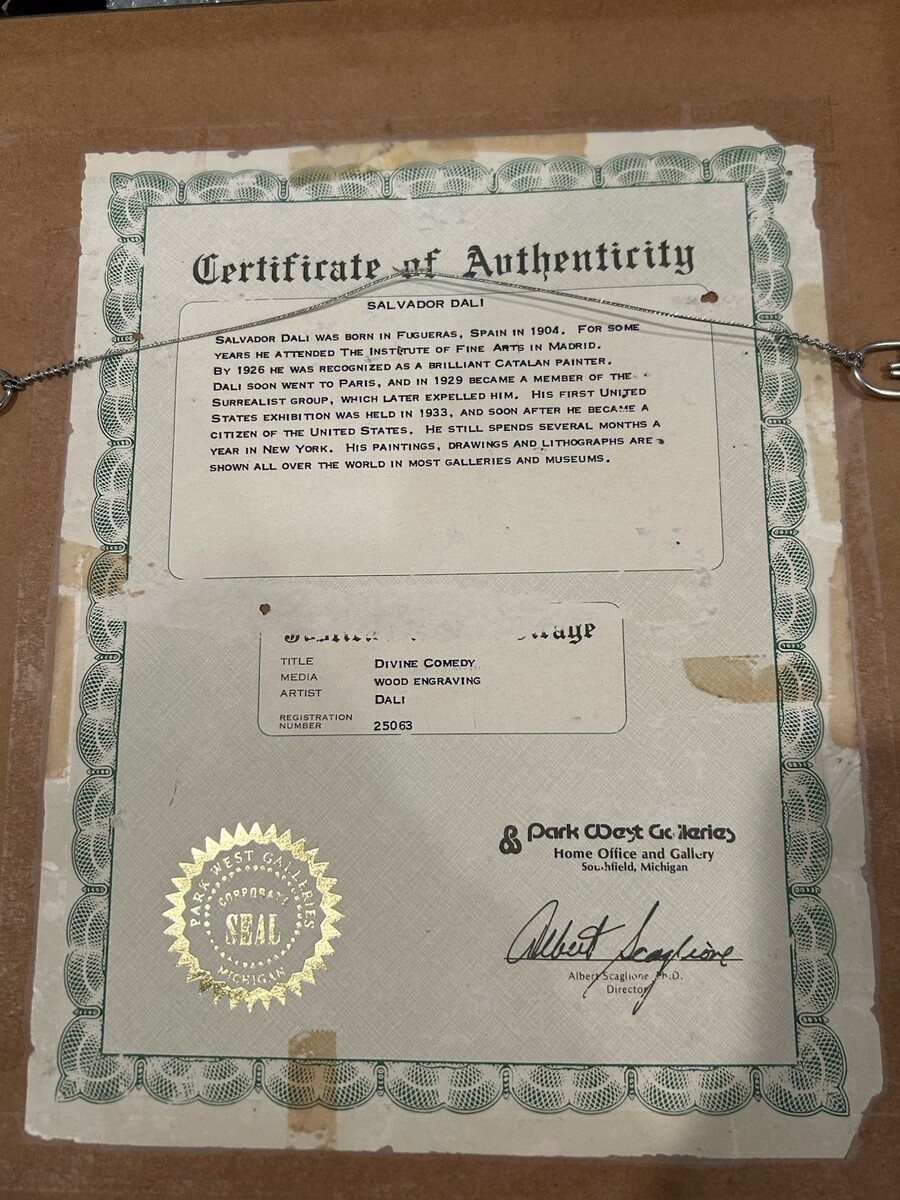 Certificate of Authenticity
SALVADOR DALI
SALVADOR DALI WAS BORN IN FUGUERAS, SPAIN IN 1904. FOR SOME
YEARS HE ATTENDED THE INSTITUTE OF FINE ARTS IN MADRID.
BY 1926 HE WAS RECOGNIZED AS A BRILLIANT CATALAN PAINTER.
DALI SOON WENT TO PARIS, AND IN 1929 BECAME A MEMBER OF THE
SURREALIST GROUP, WHICH LATER EXPELLED HIM. HIS FIRST UNITED
STATES EXHIBITION WAS HELD IN 1933, AND SOON AFTER HE BECAME A
CITIZEN OF THE UNITED STATES. HE STILL SPENDS SEVERAL MONTHS A
YEAR IN NEW YORK. HIS PAINTINGS, DRAWINGS AND LITHOGRAPHS ARE
SHOWN ALL OVER THE WORLD IN MOST GALLERIES AND MUSEUMS.
TITLE DIVINE COMEDY
MEDIA WOOD ENGRAVING
ARTIST DALI
REGISTRATION
NUMBER 25063
Park West Galleries
Home Office and Gallery
Southfield, Michigan
PARK WEST GALLERIES
CORPORATE
SEAL
MICHIGAN
Albert Scaglione
Albert Scaglione Ph.D.
Director